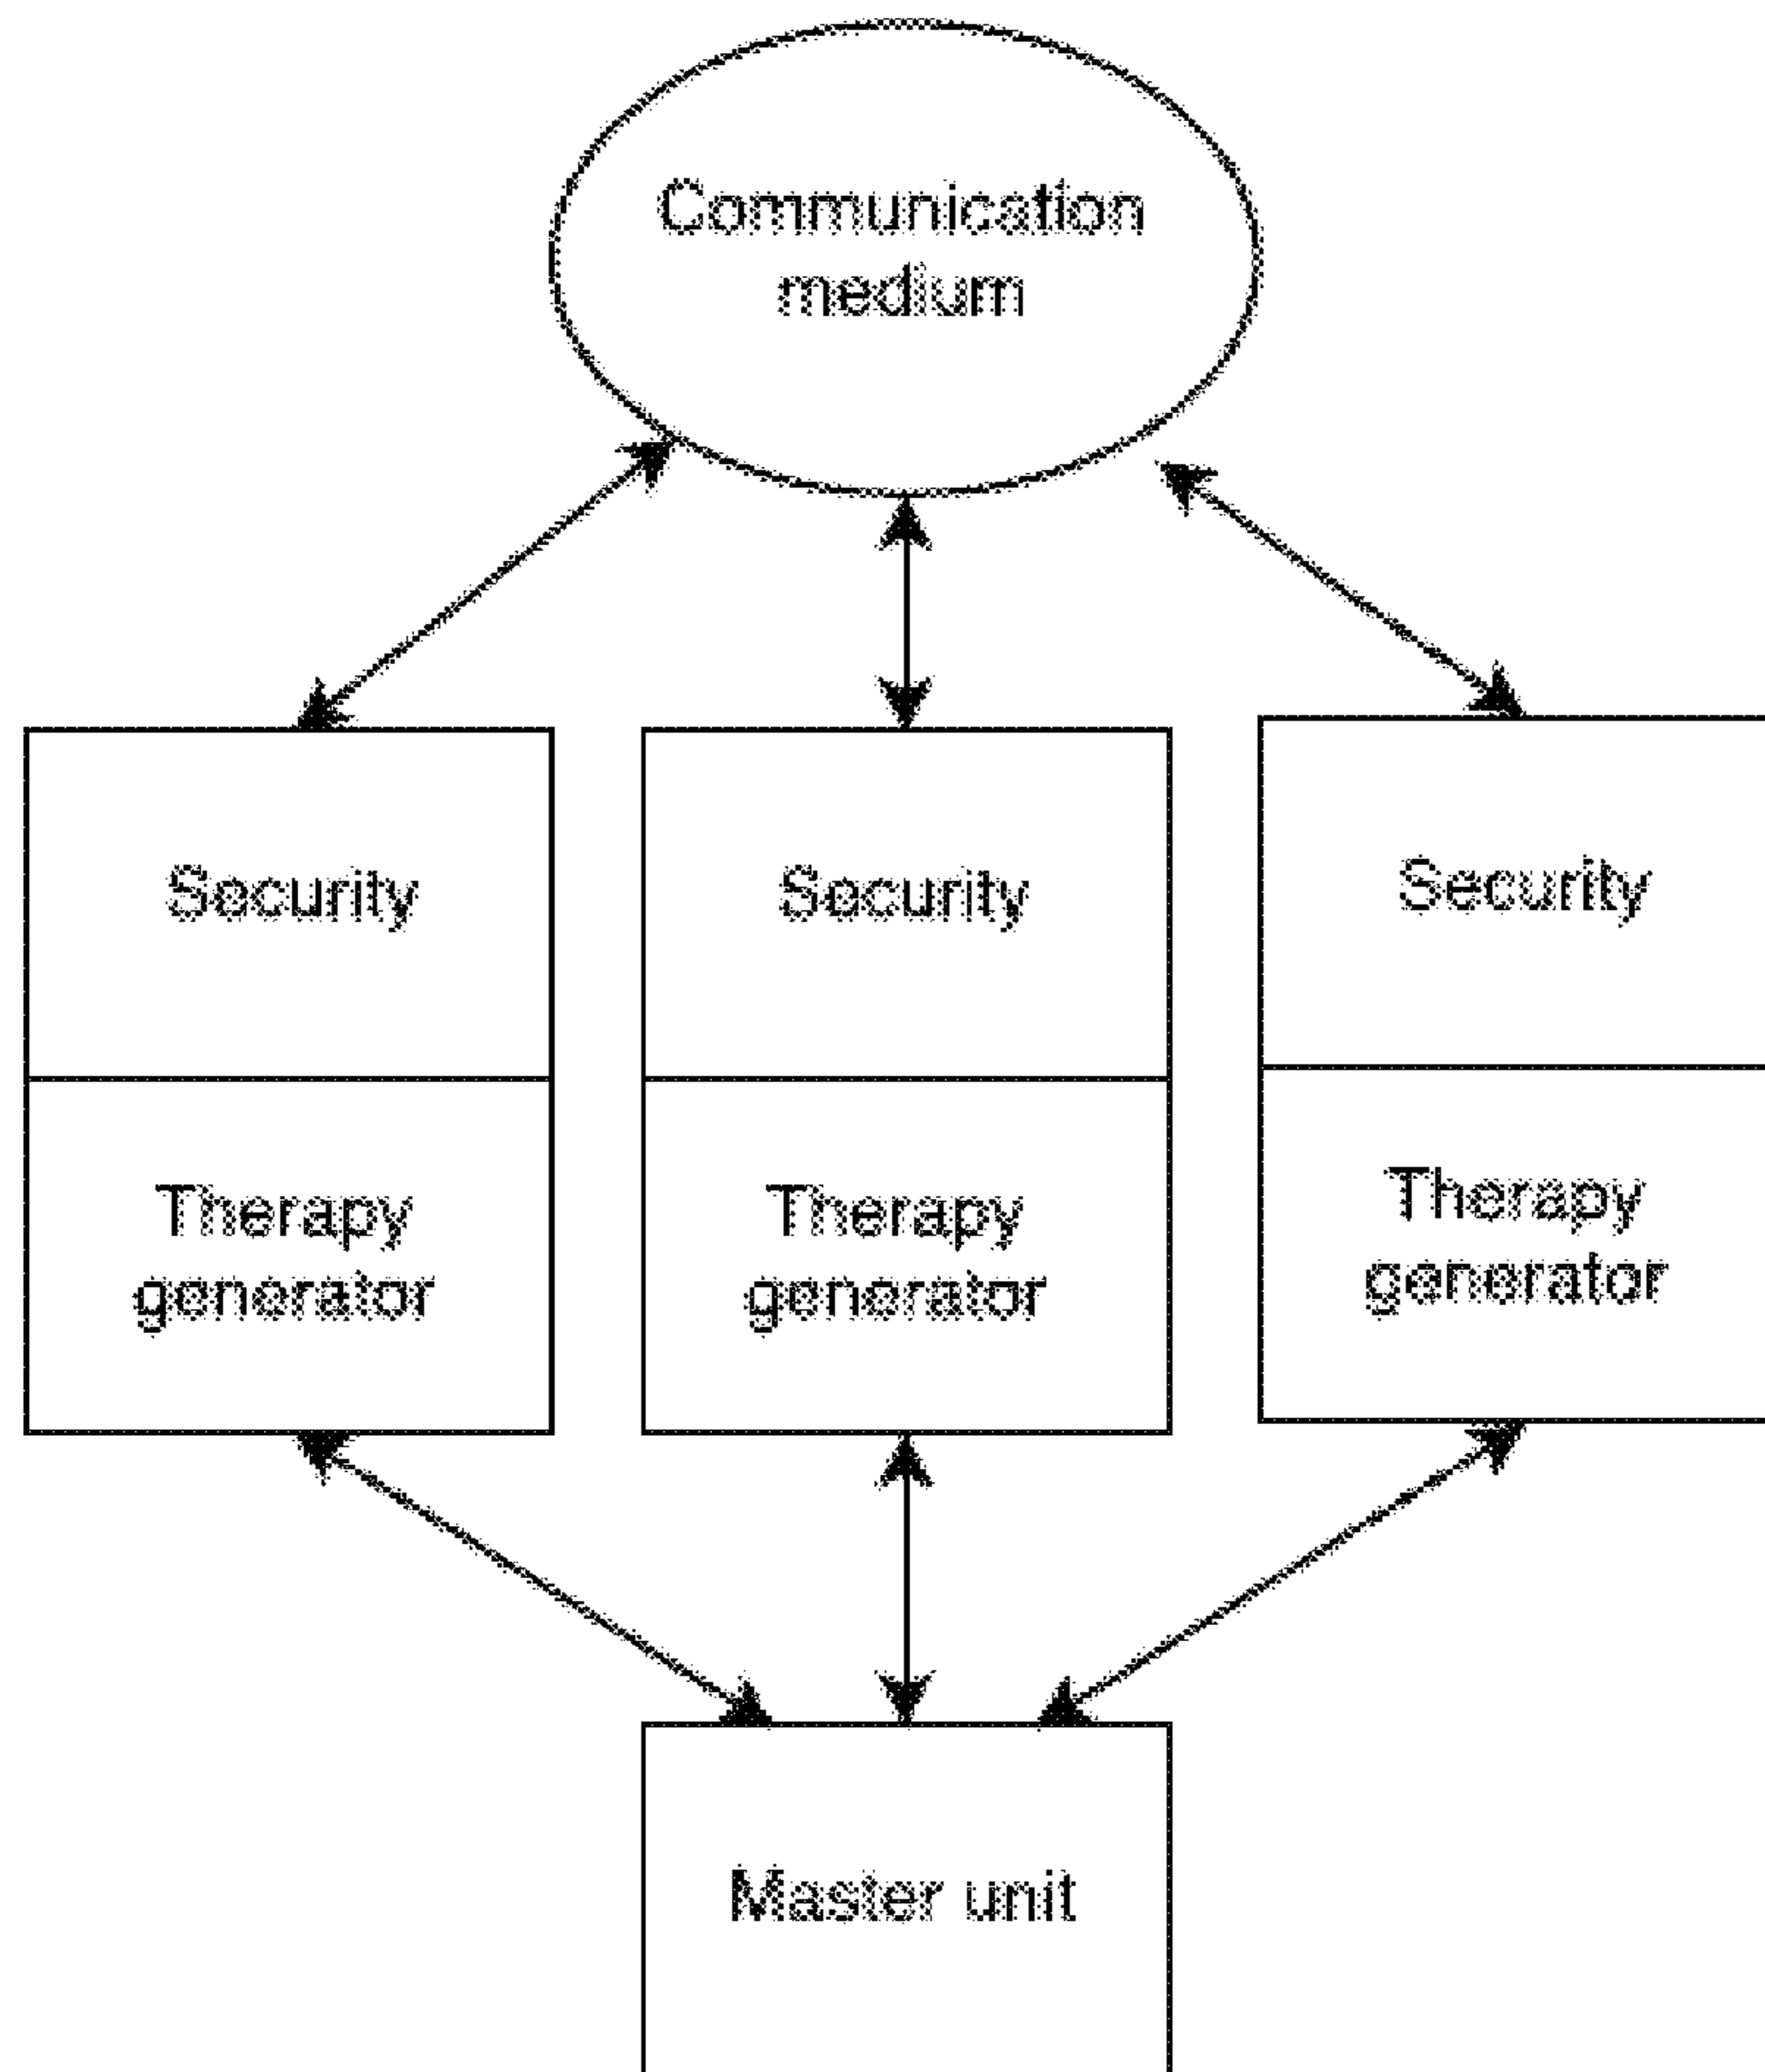 Communication
medium
Security
Security
Security
Therapy
generator
Therapy
generator
Therapy
generator
Master unit